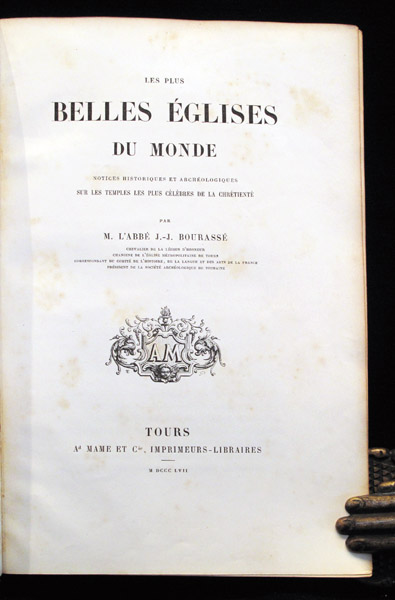 LES PLUS
BELLES ÉGLISES
DU MONDE
NOTICES HISTORIQUES ET ARCHÉOLOGIQUES
SUR LES TEMPLES LES PLUS CÉLÈBRES DE LA CHRÉTIENTÉ
PAR
M. L'ABBÉ J.-J. BOURASSÉ
CHEVALIER DE LA LÉGION D'HONNEUR
CHANOINE DE L'ÉGLISE MÉTROPOLITAINE DE TOURS
CORRESPONDANT DU COMITÉ DE L'HISTOIRE, DE LA LANGUE ET DES ARTS DE LA FRANCE
PRÉSIDENT DE LA SOCIÉTÉ ARCHÉOLOGIQUE DE TOURAINE
AM
TOURS
Ad MAME ET Cie, IMPRIMEURS-LIBRAIRES
M DCCC LVII